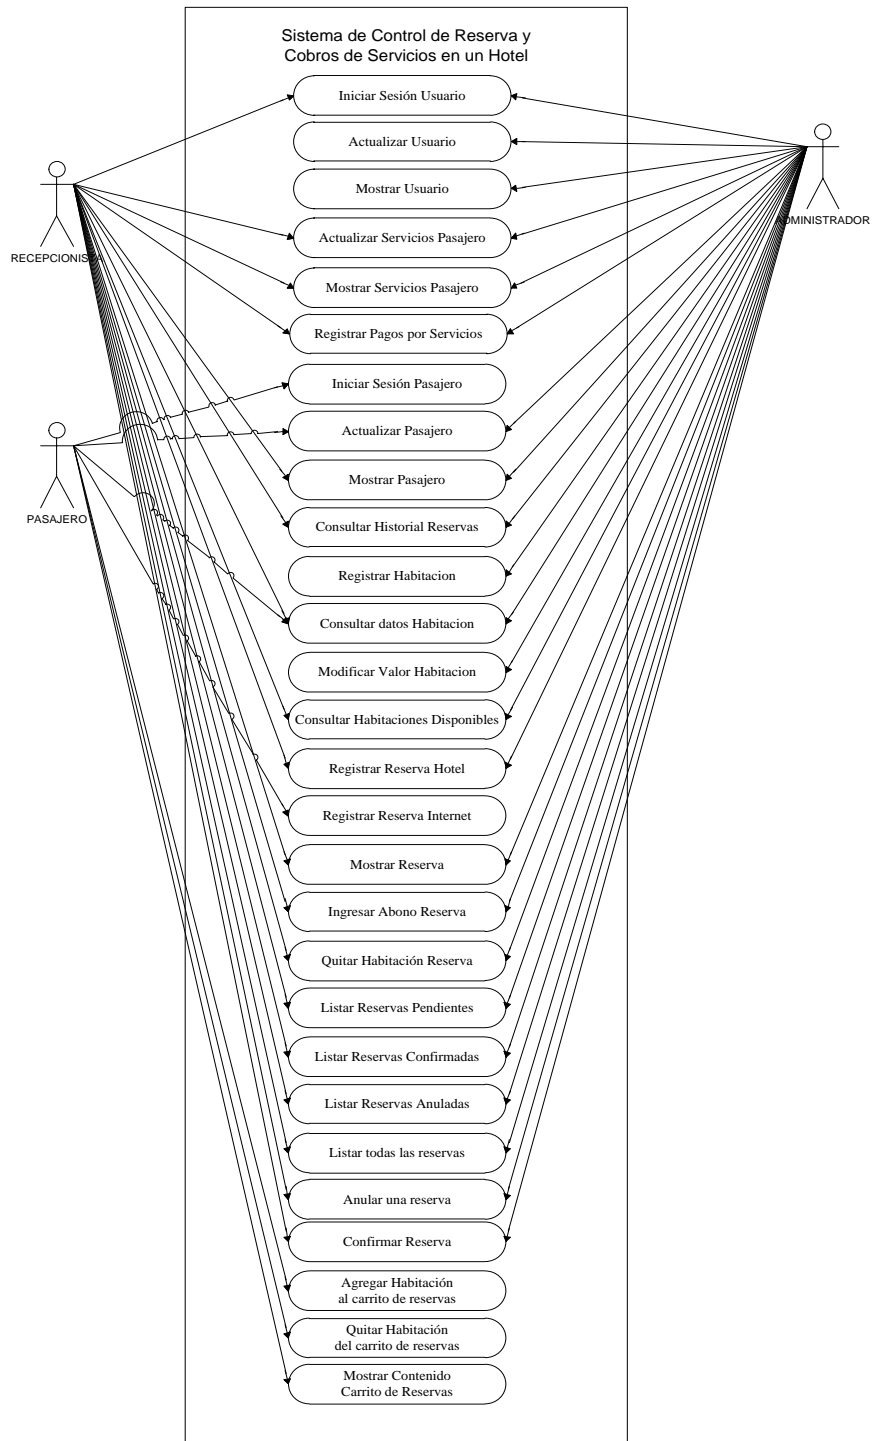 Sistema de Control de Reserva y
Cobros de Servicios en un Hotel
Iniciar Sesión Usuario
Actualizar Usuario
Mostrar Usuario
RECEPCIONISTA
ADMINISTRADOR
Actualizar Servicios Pasajero
Mostrar Servicios Pasajero
Registrar Pagos por Servicios
Iniciar Sesión Pasajero
Actualizar Pasajero
Mostrar Pasajero
PASAJERO
Consultar Historial Reservas
Registrar Habitacion
Consultar datos Habitacion
Modificar Valor Habitacion
Consultar Habitaciones Disponibles
Registrar Reserva Hotel
Registrar Reserva Internet
Mostrar Reserva
Ingresar Abono Reserva
Quitar Habitación Reserva
Listar Reservas Pendientes
Listar Reservas Confirmadas
Listar Reservas Anuladas
Listar todas las reservas
Anular una reserva
Confirmar Reserva
Agregar Habitación
al carrito de reservas
Quitar Habitación
del carrito de reservas
Mostrar Contenido
Carrito de Reservas